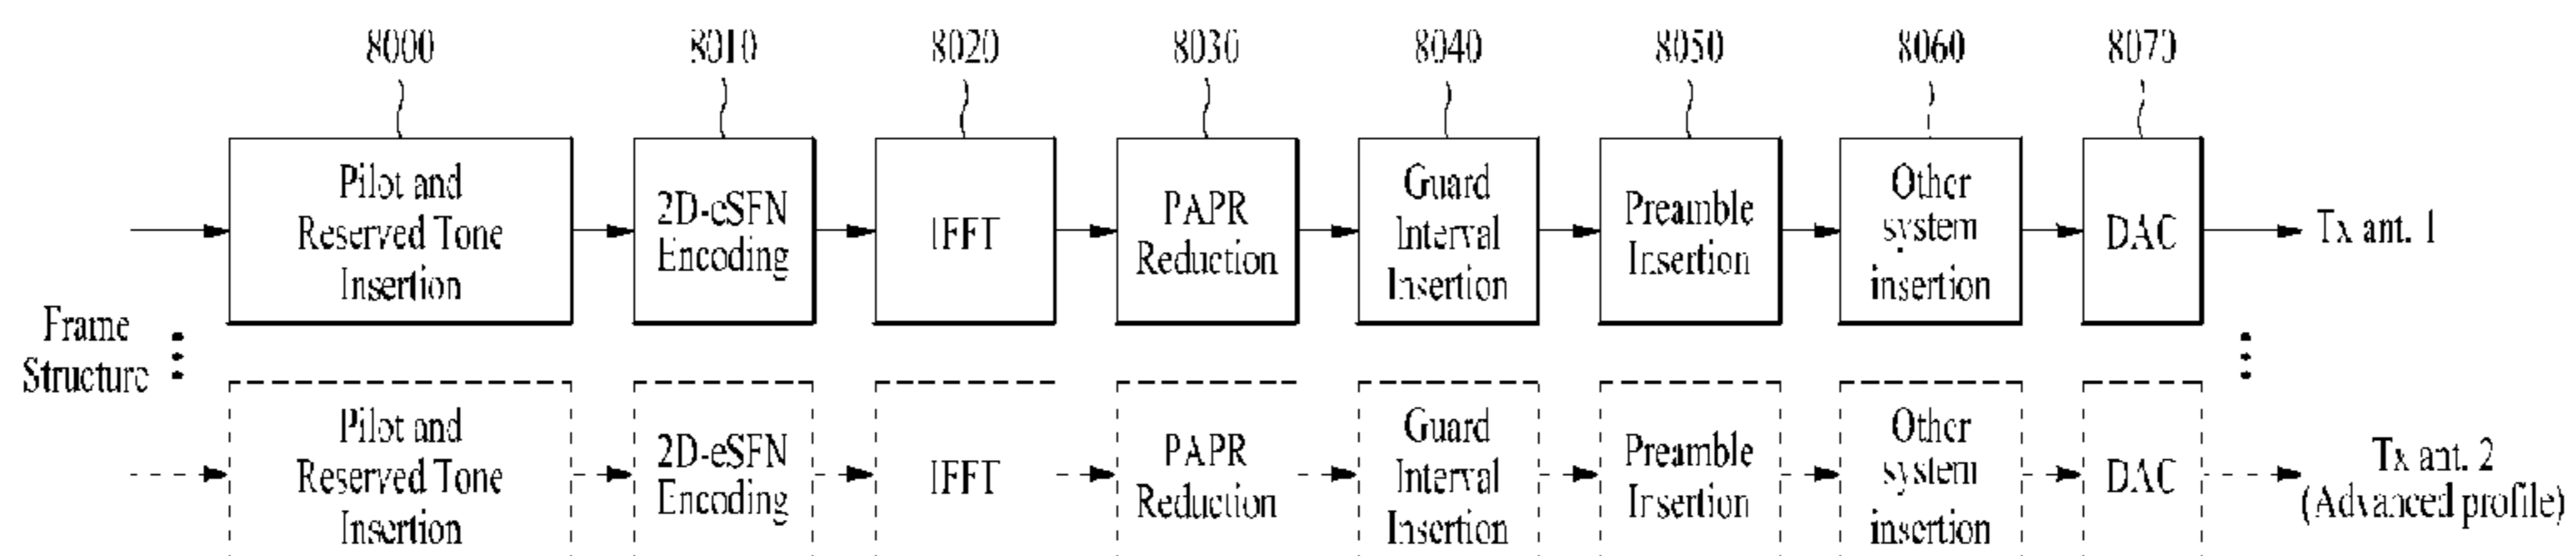 8000
8010
8020
8030
8040
8050
8060
8070
Pilot and
Reserved Tone
Insertion
2D-eSFN
Encoding
IFFT
PAPR
Reduction
Guard
Interval
Insertion
Preamble
Insertion
Other
system
insertion
DAC
Tx ant. 1
Frame
Structure
Pilot and
Reserved Tone
Insertion
2D-eSFN
Encoding
IFFT
PAPR
Reduction
Guard
Interval
Insertion
Preamble
Insertion
Other
system
insertion
DAC
Tx ant. 2
(Advanced profile)